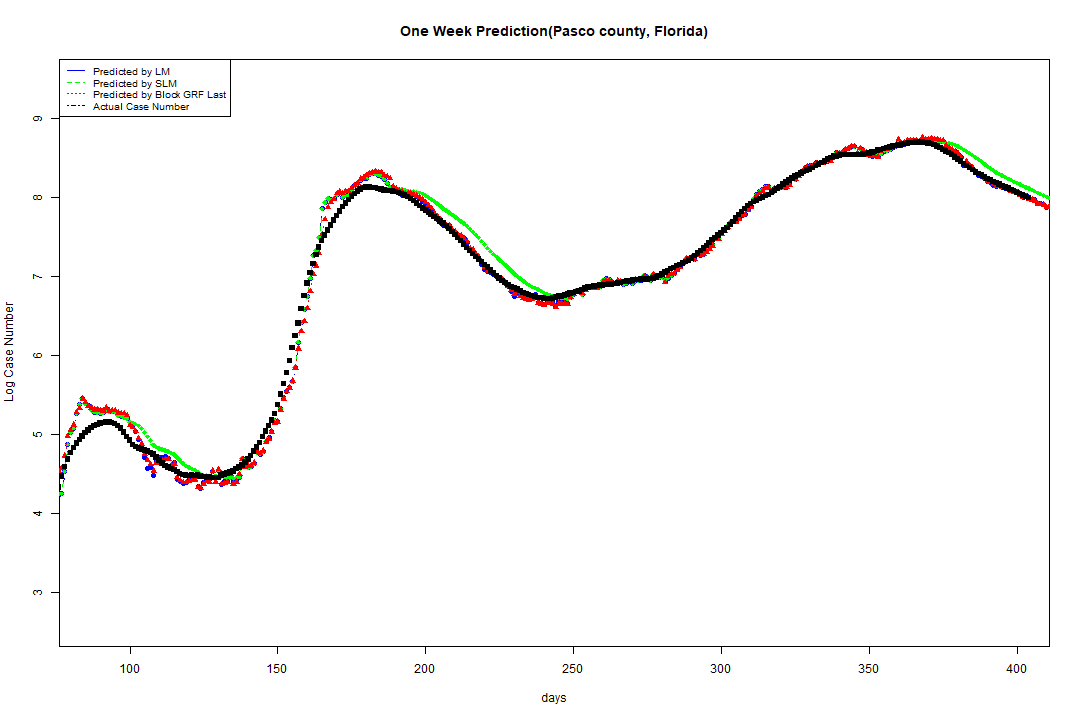 One Week Prediction(Pasco county, Florida)
Predicted by LM
Predicted by SLM
Predicted by Block GRF Last
Actual Case Number
9
8
7
6
5
4
3
Log Case Number
100 150 200 250 300 350 400
days